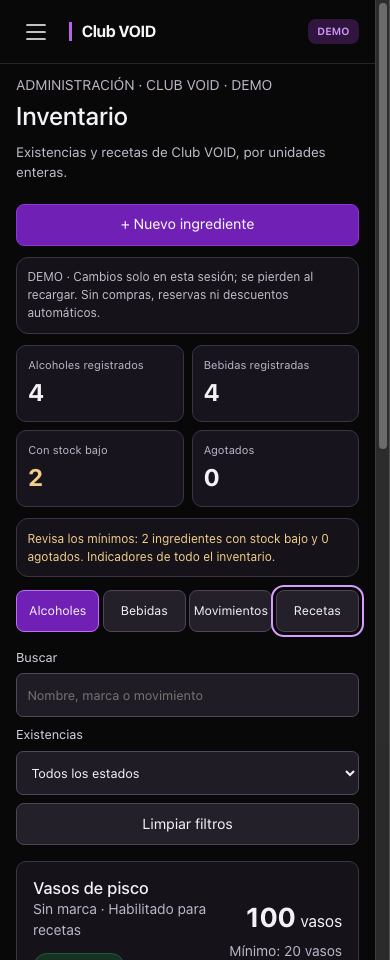 Club VOID
DEMO
ADMINISTRACIÓN · CLUB VOID · DEMO
Inventario
Existencias y recetas de Club VOID, por unidades
enteras.
+ Nuevo ingrediente
DEMO · Cambios solo en esta sesión; se pierden al
recargar. Sin compras, reservas ni descuentos
automáticos.
Alcoholes registrados
4
Bebidas registradas
4
Con stock bajo
2
Agotados
0
Revisa los mínimos: 2 ingredientes con stock bajo y 0
agotados. Indicadores de todo el inventario.
Alcoholes
Bebidas
Movimientos
Recetas
Buscar
Nombre, marca o movimiento
Existencias
Todos los estados
Limpiar filtros
Vasos de pisco
Sin marca · Habilitado para
recetas
100 vasos
Mínimo: 20 vasos